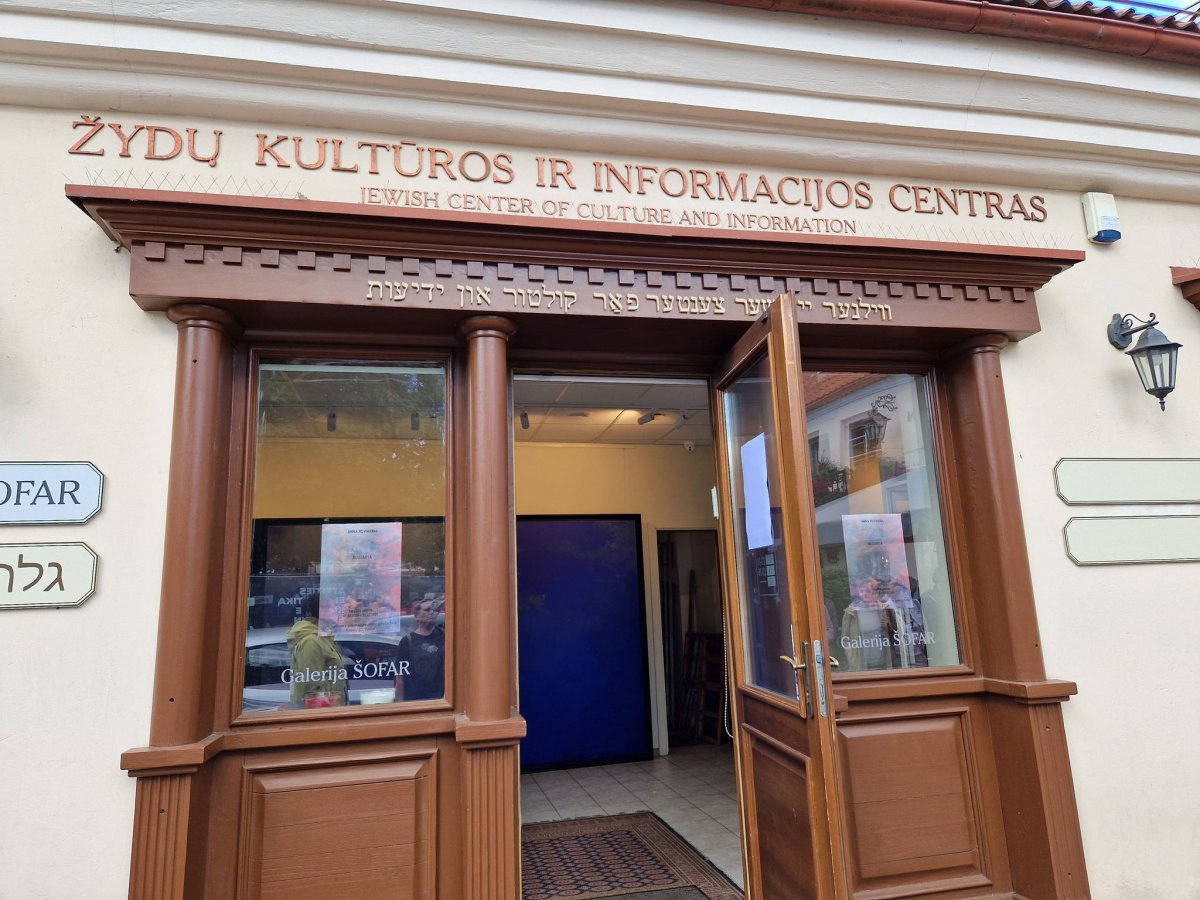 ŽYDŲ KULTŪROS IR INFORMACIJOS CENTRAS
JEWISH CENTER OF CULTURE AND INFORMATION
ווילנער יי שער צענטער פֿאַר קולטור און ידיעות
OFAR
גלר
Galerija ŠOFAR
Galerija ŠOFAR